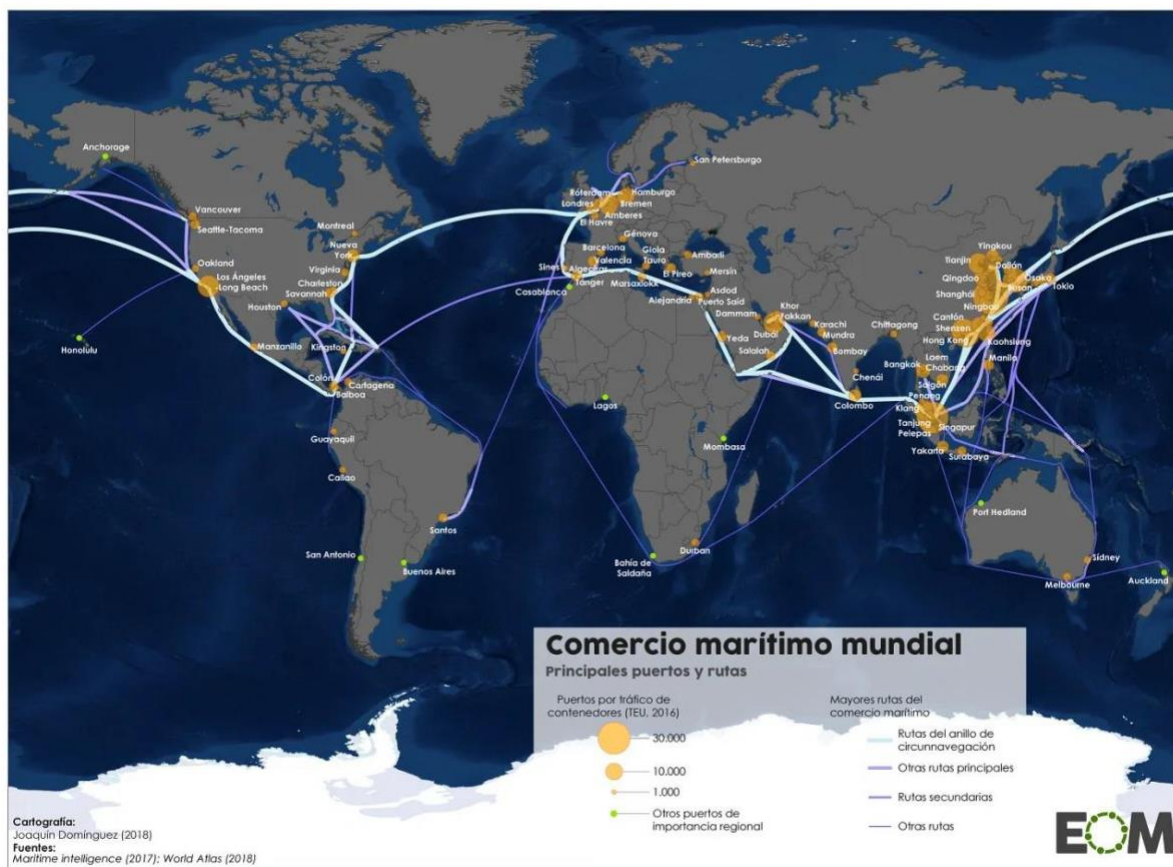 Anchorage
San Petersburgo
Vancouver
Seattle-Tacoma
Róterdam
Hamburgo
Londres
Bremen
Amberes
El Havre
Montreal
Nueva
York
Génova
Oakland
Virginia
Barcelona
Valencia
Gioia
Tauro
Ambarli
Los Ángeles
Long Beach
Charleston
Savannah
Sines
Algeciras
Tánger
El Pireo
Mersin
Marsaxlokk
Casablanca
Houston
Alejandría
Asdod
Puerto Saíd
Yingkou
Tianjin
Dalián
Qingdao
Busan
Osaka
Tokio
Shanghái
Ningbo
Dammam
Khor
Fakkan
Dubái
Karachi
Mundra
Chittagong
Cantón
Shenzen
Hong Kong
Kaohsiung
Honolulu
Manzanillo
Kingston
Yeda
Salalah
Bombay
Bangkok
Laem
Chabang
Manila
Colón
Balboa
Cartagena
Chenái
Saigón
Lagos
Colombo
Penang
Klang
Tanjung
Pelepas
Singapur
Guayaquil
Mombasa
Yakarta
Surabaya
Callao
Santos
Port Hedland
San Antonio
Buenos Aires
Bahía de
Saldaña
Durban
Sídney
Melbourne
Auckland
Comercio marítimo mundial
Principales puertos y rutas
Puertos por tráfico de
contenedores (TEU, 2016)
30.000
10.000
1.000
Otros puertos de
importancia regional
Mayores rutas del
comercio marítimo
Rutas del anillo de
circunnavegación
Otras rutas principales
Rutas secundarias
Otras rutas
Cartografía:
Joaquín Domínguez (2018)
Fuentes:
Maritime intelligence (2017); World Atlas (2018)
EOM